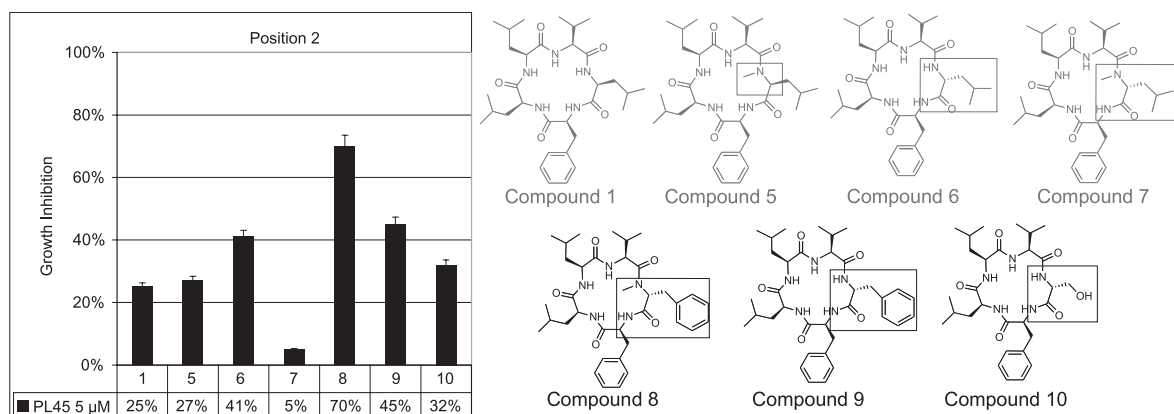 Position 2
Growth Inhibition
100%
80%
60%
40%
20%
0%
1 5 6 7 8 9 10
PL45 5 µM 25% 27% 41% 5% 70% 45% 32%
Compound 1 Compound 5 Compound 6 Compound 7
Compound 8 Compound 9 Compound 10